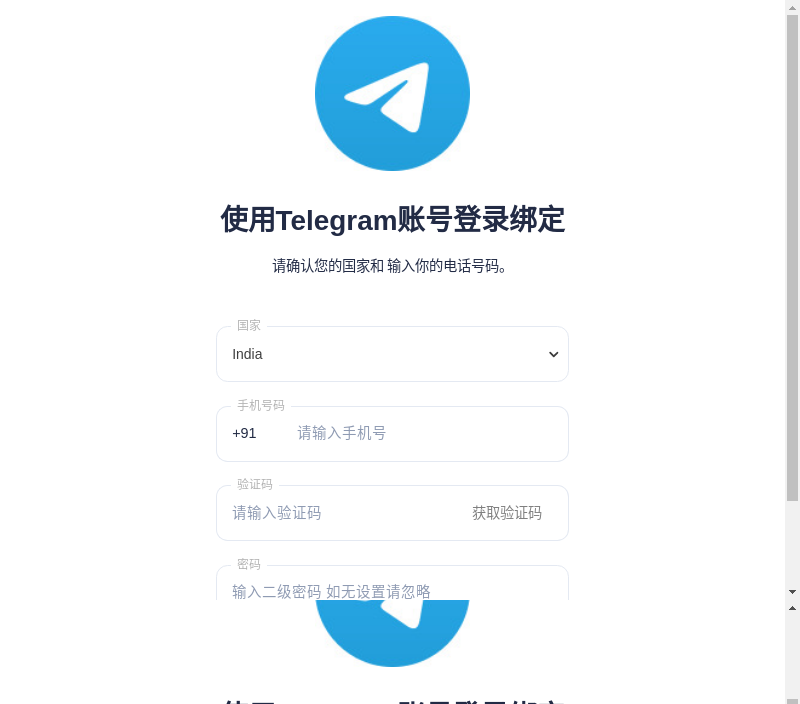 使用Telegram账号登录绑定
请确认您的国家和 输入你的电话号码。
国家
India
手机号码
+91 请输入手机号
验证码
请输入验证码 获取验证码
密码
输入二级密码 如无设置请忽略